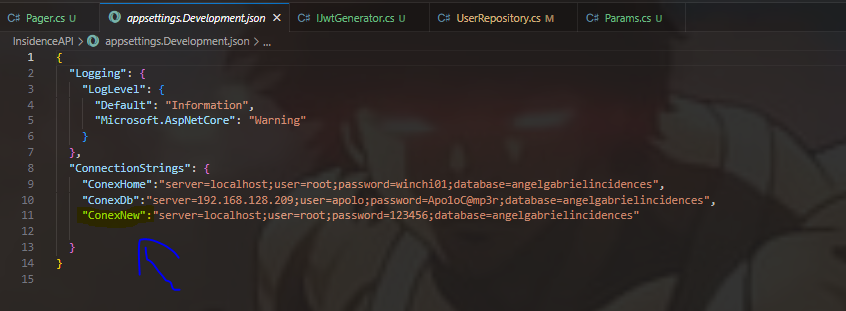 Pager.cs U
appsettings.Development.json
IJwtGenerator.cs U
UserRepository.cs M
Params.cs U
InsidenceAPI > appsettings.Development.json > ...
1 {
2 "Logging": {
3 "LogLevel": {
4 "Default": "Information",
5 "Microsoft.AspNetCore": "Warning"
6 }
7 },
8 "ConnectionStrings": {
9 "ConexHome":"server=localhost;user=root;password=winchi01;database=angelgabrielincidences",
10 "ConexDb":"server=192.168.128.209;user=apolo;password=Apo1oC@mp3r;database=angelgabrielincidences",
11 "ConexNew":"server=localhost;user=root;password=123456;database=angelgabrielincidences"
12
13 }
14 }
15